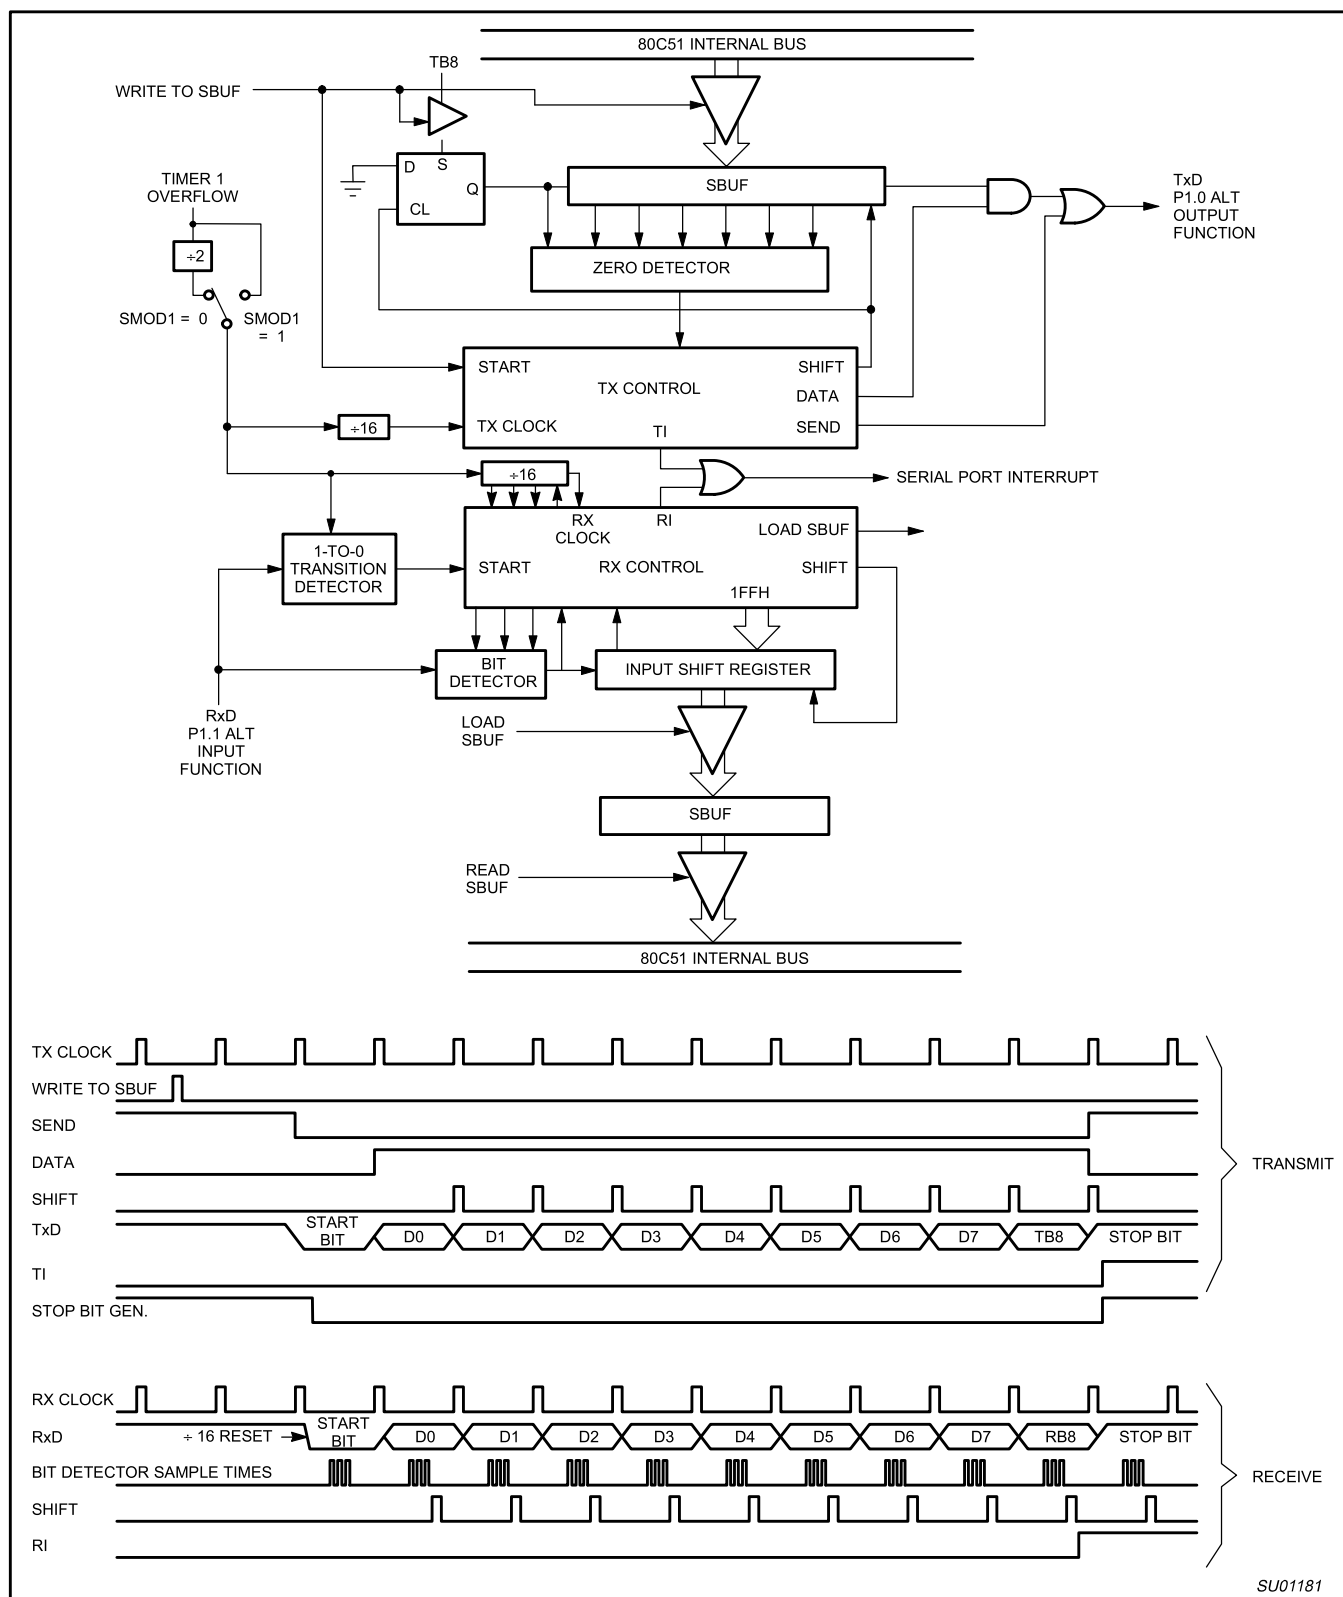 80C51 INTERNAL BUS
TB8
WRITE TO SBUF
D
S
Q
CL
SBUF
TxD
P1.0 ALT
OUTPUT
FUNCTION
TIMER 1
OVERFLOW
÷2
ZERO DETECTOR
SMOD1 = 0
SMOD1
= 1
START
SHIFT
TX CONTROL
DATA
÷16
TX CLOCK
TI
SEND
÷16
SERIAL PORT INTERRUPT
RX
CLOCK
RI
LOAD SBUF
1-TO-0
TRANSITION
DETECTOR
START
RX CONTROL
SHIFT
1FFH
BIT
DETECTOR
INPUT SHIFT REGISTER
RxD
P1.1 ALT
INPUT
FUNCTION
LOAD
SBUF
SBUF
READ
SBUF
80C51 INTERNAL BUS
TX CLOCK
WRITE TO SBUF
SEND
DATA
TRANSMIT
SHIFT
TxD
START
BIT
D0 D1 D2 D3 D4 D5 D6 D7 TB8 STOP BIT
TI
STOP BIT GEN.
RX CLOCK
RxD
÷ 16 RESET
START
BIT
D0 D1 D2 D3 D4 D5 D6 D7 RB8 STOP BIT
BIT DETECTOR SAMPLE TIMES
RECEIVE
SHIFT
RI
SU01181